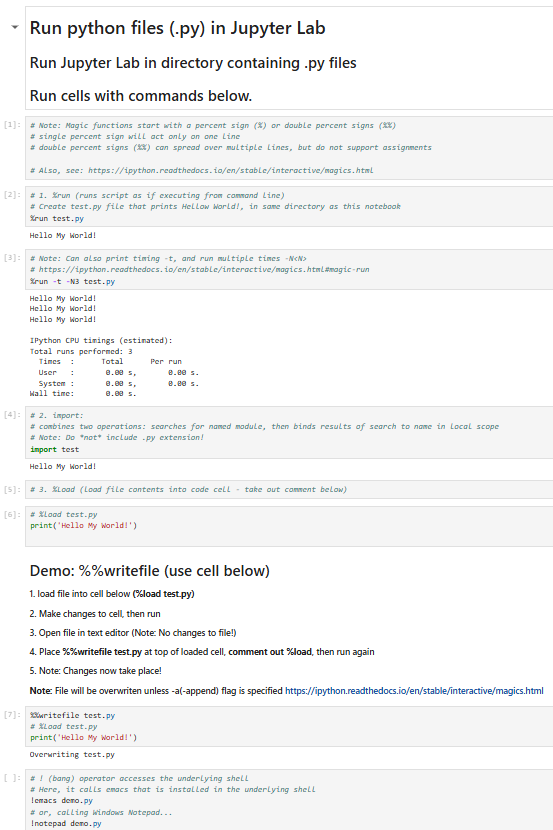 Run python files (.py) in Jupyter Lab
Run Jupyter Lab in directory containing .py files
Run cells with commands below.
[1]: # Note: Magic functions start with a percent sign (%) or double percent signs (%%)
# single percent sign will act only on one line
# double percent signs (%%) can spread over multiple lines, but do not support assignments
# Also, see: https://ipython.readthedocs.io/en/stable/interactive/magics.html
[2]: # 1. %run (runs script as if executing from command line)
# Create test.py file that prints Hellow World!, in same directory as this notebook
%run test.py
Hello My World!
[3]: # Note: Can also print timing -t, and run multiple times -N<N>
# https://ipython.readthedocs.io/en/stable/interactive/magics.html#magic-run
%run -t -N3 test.py
Hello My World!
Hello My World!
Hello My World!
IPython CPU timings (estimated):
Total runs performed: 3
Times : Total Per run
User : 0.00 s, 0.00 s.
System : 0.00 s, 0.00 s.
Wall time: 0.00 s.
[4]: # 2. import:
# combines two operations: searches for named module, then binds results of search to name in local scope
# Note: Do *not* include .py extension!
import test
Hello My World!
[5]: # 3. %load (load file contents into code cell - take out comment below)
[6]: # %load test.py
print('Hello My World!')
Demo: %%writefile (use cell below)
1. load file into cell below (%load test.py)
2. Make changes to cell, then run
3. Open file in text editor (Note: No changes to file!)
4. Place %%writefile test.py at top of loaded cell, comment out %load, then run again
5. Note: Changes now take place!
Note: File will be overwriten unless -a(-append) flag is specified https://ipython.readthedocs.io/en/stable/interactive/magics.html
[7]: %%writefile test.py
# %load test.py
print('Hello My World!')
Overwriting test.py
[ ]: # ! (bang) operator accesses the underlying shell
# Here, it calls emacs that is installed in the underlying shell
!emacs demo.py
# or, calling Windows Notepad...
!notepad demo.py